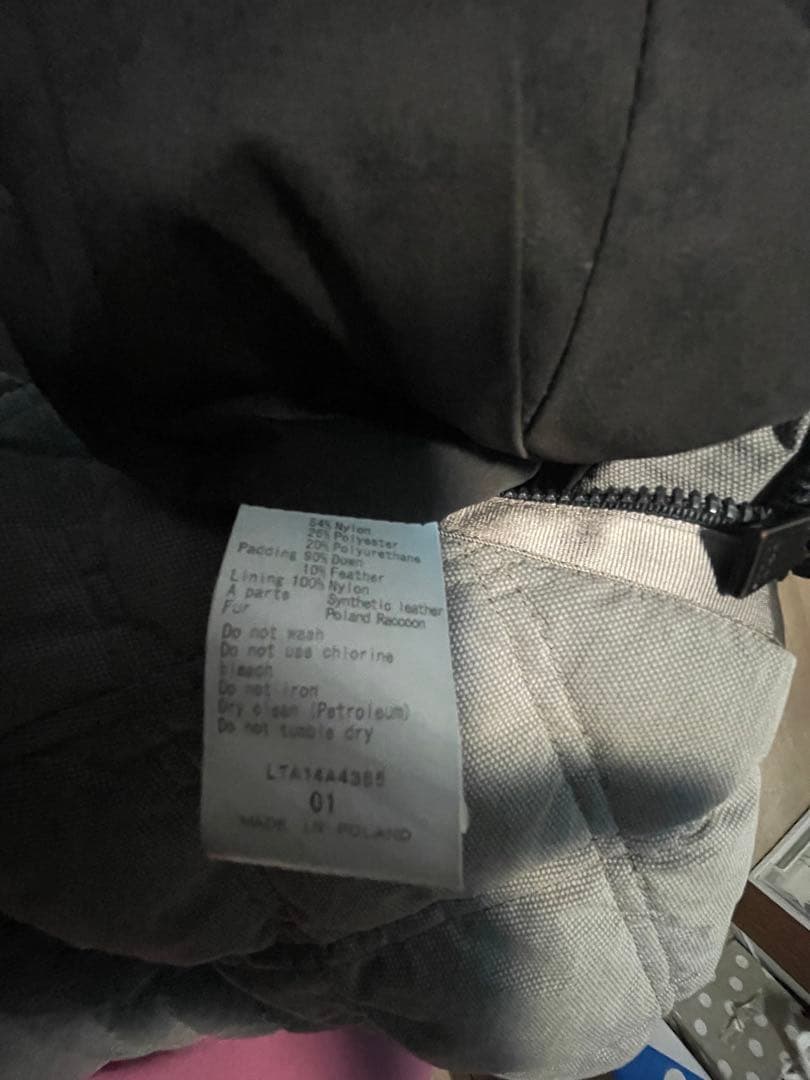 54% Nylon
26% Polyester
20% Polyurethane
Padding 90% Down
10% Feather
Lining 100% Nylon
A parts Synthetic leather
Fur Poland Raccoon
Do not wash
Do not use chlorine
bleach
Do not iron
Dry clean (Petroleum)
Do not tumble dry
LTA14A4385
01
MADE IN POLAND